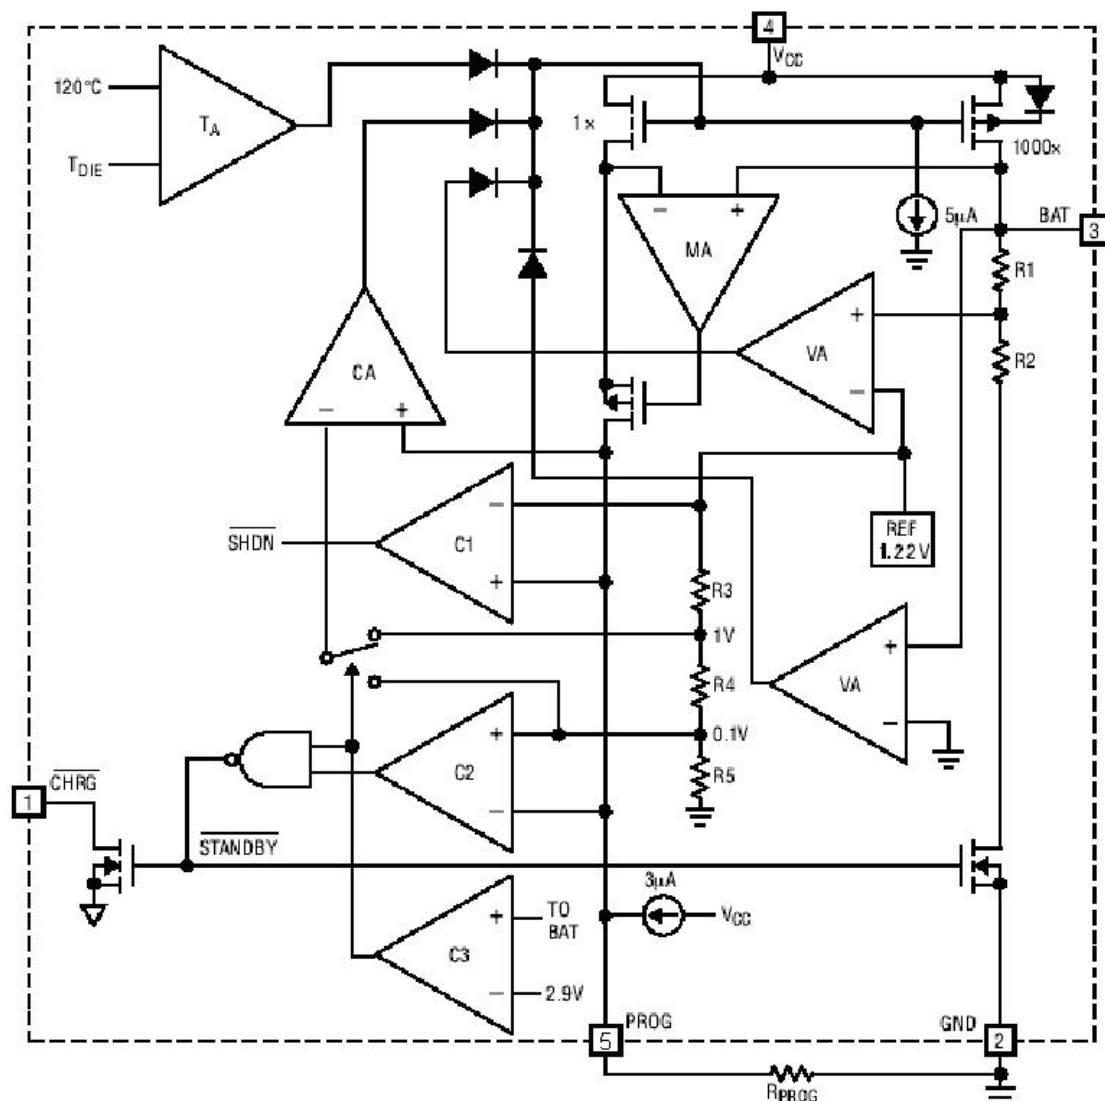 4
VCC
120°C
TA
TDIE
1×
1000×
5µA
BAT
3
− +
MA
R1
+
VA
−
R2
CA
− +
−
C1
+
SHDN
REF
1.22V
R3
1V
R4
+
VA
−
0.1V
R5
+
C2
−
CHRG
1
STANDBY
3µA
VCC
+
C3
−
TO
BAT
2.9V
PROG
5
GND
2
RPROG